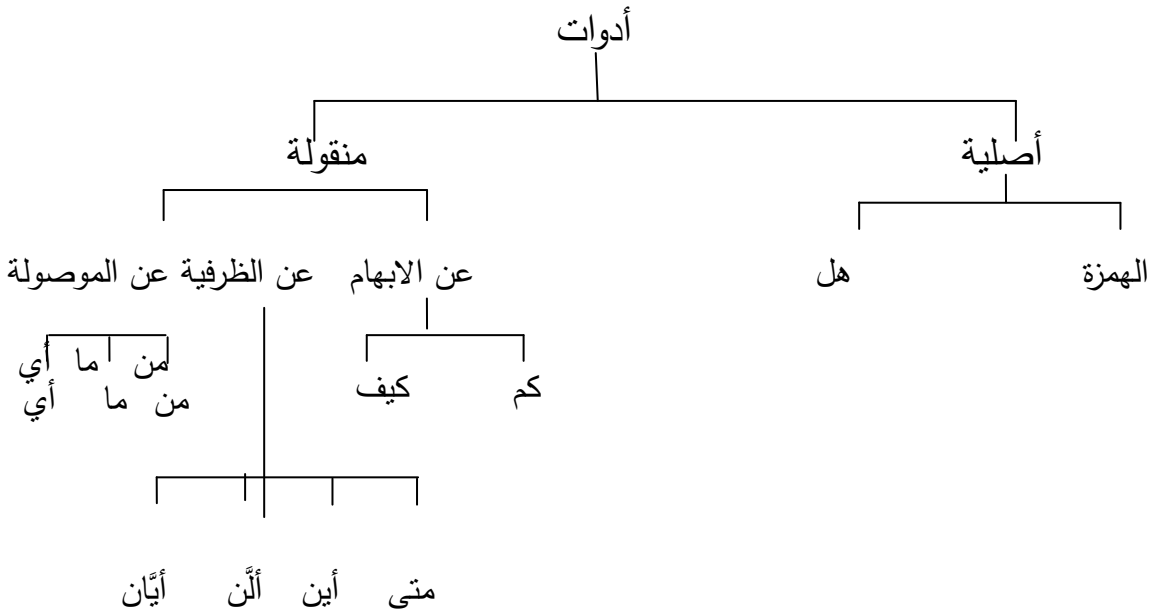 أدوات
أصلية منقولة
الهمزة هل عن الابهام عن الظرفية عن الموصولة
من ما أي
كم كيف من ما أي
متى أين ألَّن أيَّان